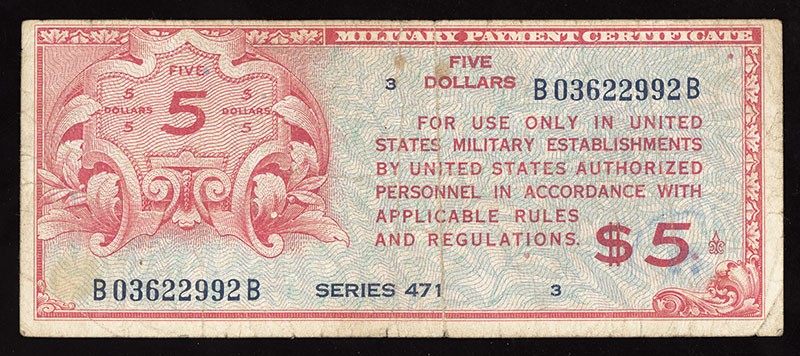 MILITARY PAYMENT CERTIFICATE
FIVE
5 5
DOLLARS 5 DOLLARS
5 5
FIVE
3 DOLLARS B03622992B
FOR USE ONLY IN UNITED
STATES MILITARY ESTABLISHMENTS
BY UNITED STATES AUTHORIZED
PERSONNEL IN ACCORDANCE WITH
APPLICABLE RULES
AND REGULATIONS. $5
B03622992B SERIES 471 3